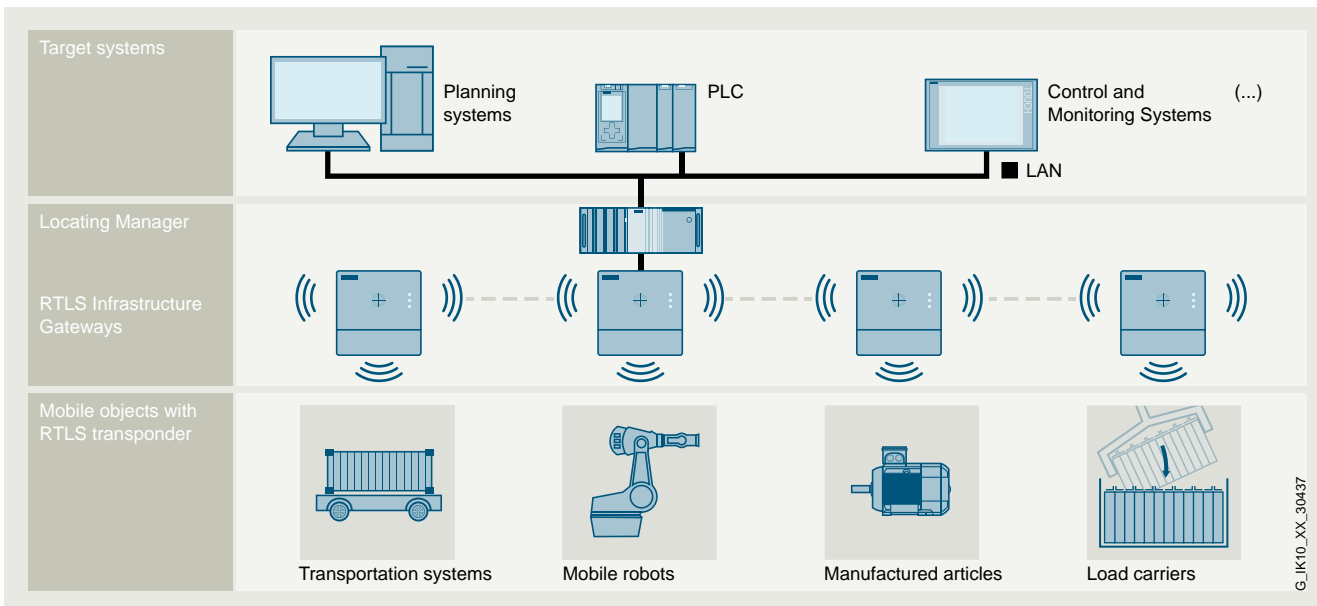 Target systems
Planning
systems
PLC
Control and
Monitoring Systems
(...)
TOUCH
LAN
Locating Manager
RTLS Infrastructure
Gateways
Mobile objects with
RTLS transponder
Transportation systems
Mobile robots
Manufactured articles
Load carriers
G_IK10_XX_30437